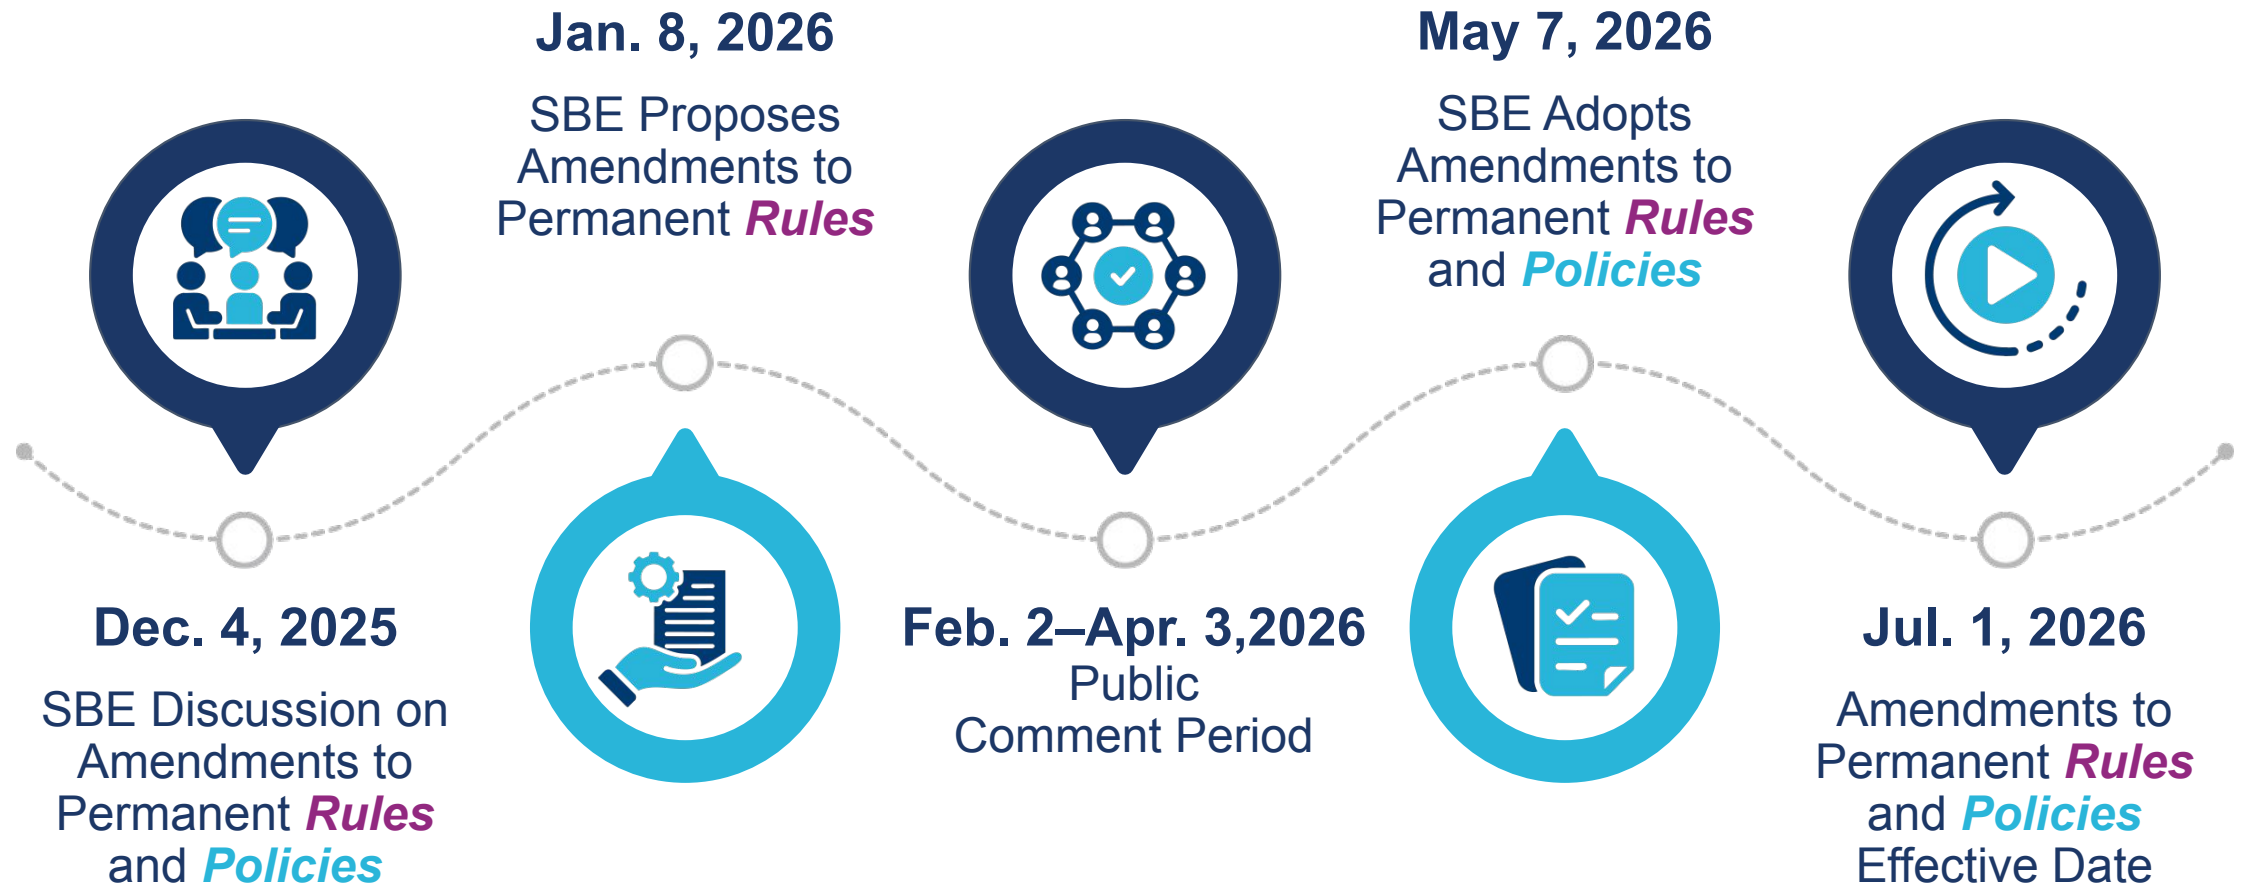 Dec. 4, 2025
SBE Discussion on
Amendments to
Permanent Rules
and Policies
Jan. 8, 2026
SBE Proposes
Amendments to
Permanent Rules
Feb. 2–Apr. 3,2026
Public
Comment Period
May 7, 2026
SBE Adopts
Amendments to
Permanent Rules
and Policies
Jul. 1, 2026
Amendments to
Permanent Rules
and Policies
Effective Date